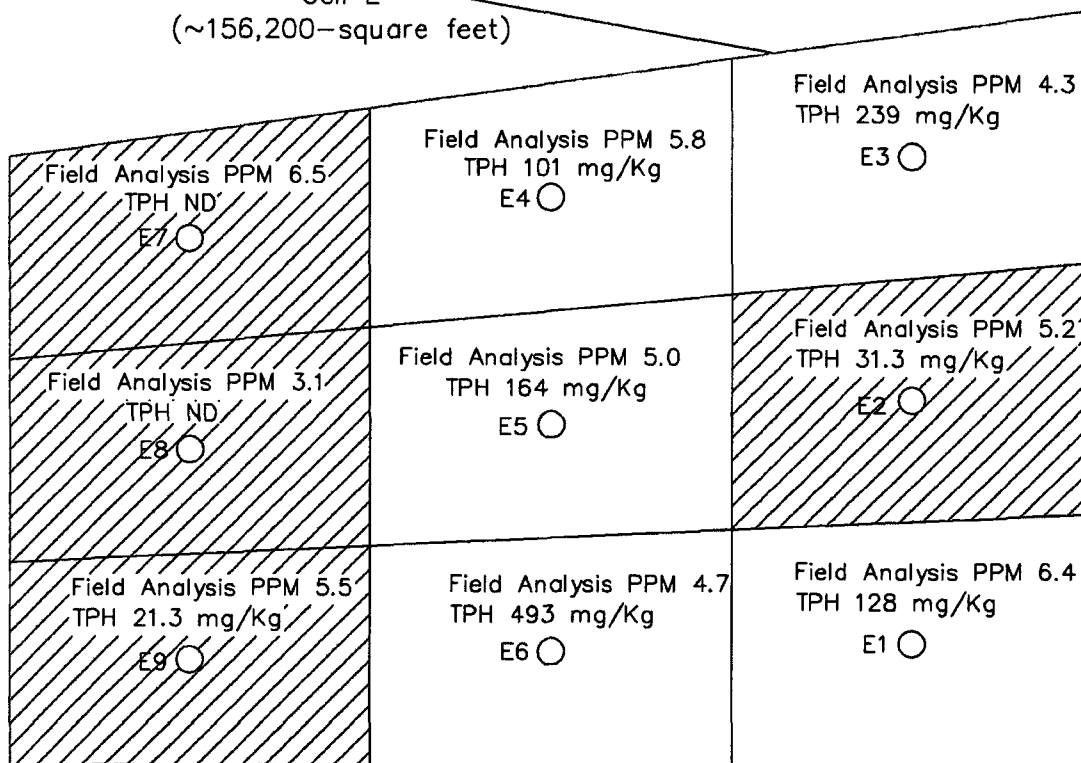 (~156,200-square feet)
Field Analysis PPM 6.5
TPH ND
E7
Field Analysis PPM 5.8
TPH 101 mg/Kg
E4
Field Analysis PPM 4.3
TPH 239 mg/Kg
E3
Field Analysis PPM 3.1
TPH ND
E8
Field Analysis PPM 5.0
TPH 164 mg/Kg
E5
Field Analysis PPM 5.2
TPH 31.3 mg/Kg
E2
Field Analysis PPM 5.5
TPH 21.3 mg/Kg
E9
Field Analysis PPM 4.7
TPH 493 mg/Kg
E6
Field Analysis PPM 6.4
TPH 128 mg/Kg
E1